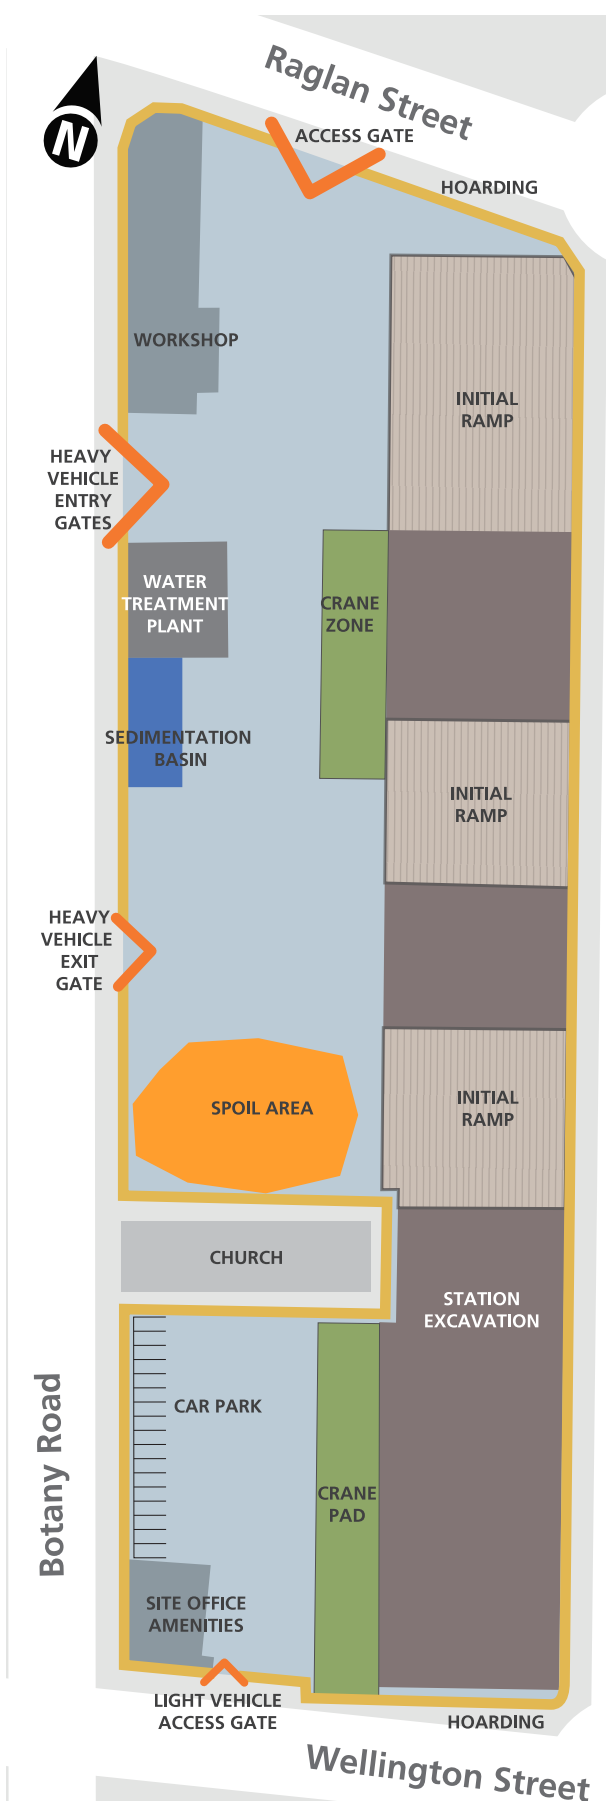 Raglan Street
N
ACCESS GATE
HOARDING
WORKSHOP
INITIAL
RAMP
HEAVY
VEHICLE
ENTRY
GATES
WATER
TREATMENT
PLANT
CRANE
ZONE
SEDIMENTATION
BASIN
INITIAL
RAMP
HEAVY
VEHICLE
EXIT
GATE
SPOIL AREA
INITIAL
RAMP
CHURCH
STATION
EXCAVATION
CAR PARK
Botany Road
CRANE
PAD
SITE OFFICE
AMENITIES
LIGHT VEHICLE
ACCESS GATE
HOARDING
Wellington Street